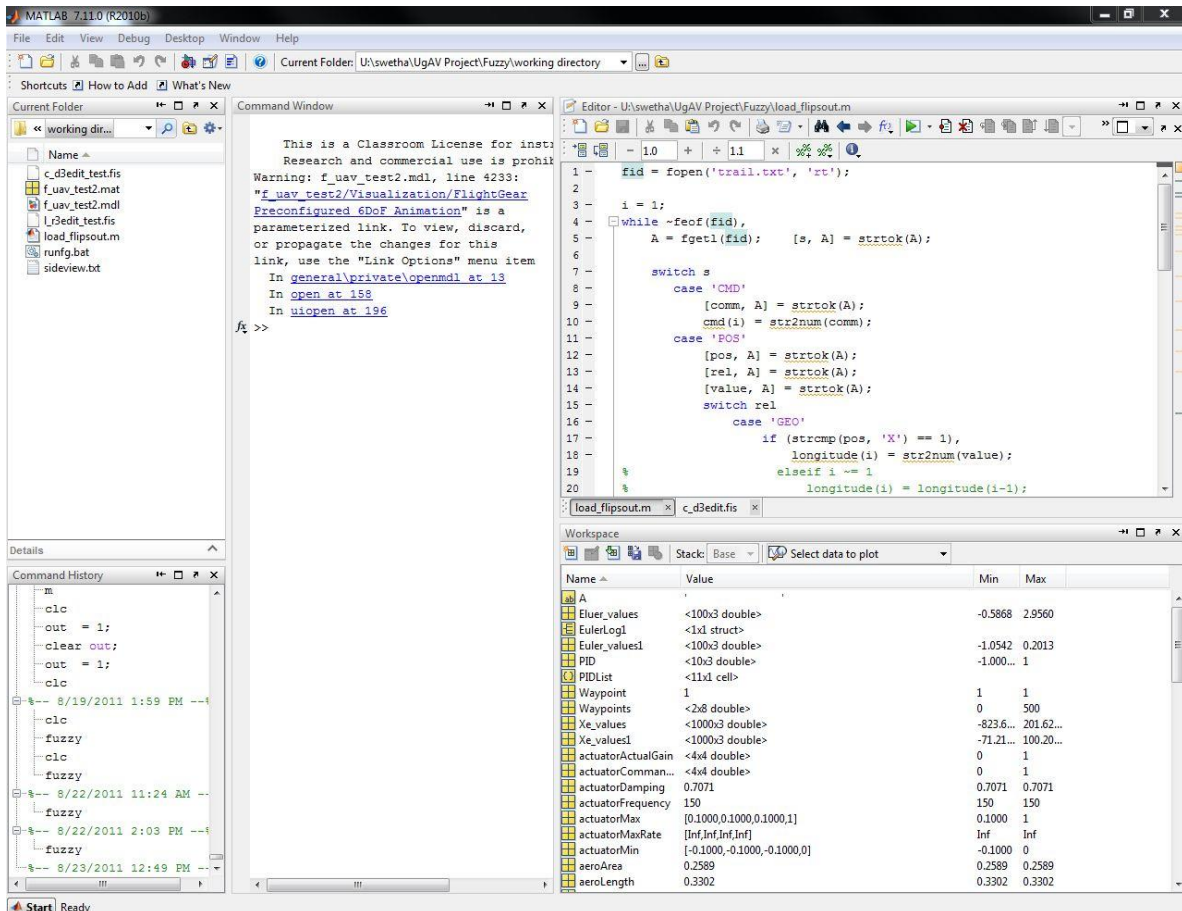 MATLAB 7.11.0 (R2010b)
File Edit View Debug Desktop Window Help
Current Folder: U:\swetha\UgAV Project\Fuzzy\working directory
Shortcuts How to Add What's New
Current Folder
« working dir...
Name
c_d3edit_test.fis
f_uav_test2.mat
f_uav_test2.mdl
l_r3edit_test.fis
load_flipsout.m
runfg.bat
sideview.txt
Details
Command History
m
clc
out = 1;
clear out;
out = 1;
clc
%-- 8/19/2011 1:59 PM --%
clc
fuzzy
clc
fuzzy
%-- 8/22/2011 11:24 AM --
fuzzy
%-- 8/22/2011 2:03 PM --%
fuzzy
%-- 8/23/2011 12:49 PM --
Command Window
This is a Classroom License for inst
Research and commercial use is prohib
Warning: f_uav_test2.mdl, line 4233:
"f_uav_test2/Visualization/FlightGear
Preconfigured 6DoF Animation" is a
parameterized link. To view, discard,
or propagate the changes for this
link, use the "Link Options" menu item
In general\private\openmdl at 13
In open at 158
In uiopen at 196
fx >>
Editor - U:\swetha\UgAV Project\Fuzzy\load_flipsout.m
− 1.0 + ÷ 1.1 ×
1 − fid = fopen('trail.txt', 'rt');
2
3 − i = 1;
4 − while ~feof(fid),
5 − A = fgetl(fid); [s, A] = strtok(A);
6
7 − switch s
8 − case 'CMD'
9 − [comm, A] = strtok(A);
10 − cmd(i) = str2num(comm);
11 − case 'POS'
12 − [pos, A] = strtok(A);
13 − [rel, A] = strtok(A);
14 − [value, A] = strtok(A);
15 − switch rel
16 − case 'GEO'
17 − if (strcmp(pos, 'X') == 1),
18 − longitude(i) = str2num(value);
19 % elseif i ~= 1
20 % longitude(i) = longitude(i-1);
load_flipsout.m × c_d3edit.fis ×
Workspace
Stack: Base Select data to plot
Name Value Min Max
A ' '
Eluer_values <100x3 double> -0.5868 2.9560
EulerLog1 <1x1 struct>
Euler_values1 <100x3 double> -1.0542 0.2013
PID <10x3 double> -1.000... 1
PIDList <11x1 cell>
Waypoint 1 1 1
Waypoints <2x8 double> 0 500
Xe_values <1000x3 double> -823.6... 201.62...
Xe_values1 <1000x3 double> -71.21... 100.20...
actuatorActualGain <4x4 double> 0 1
actuatorComman... <4x4 double> 0 1
actuatorDamping 0.7071 0.7071 0.7071
actuatorFrequency 150 150 150
actuatorMax [0.1000,0.1000,0.1000,1] 0.1000 1
actuatorMaxRate [Inf,Inf,Inf,Inf] Inf Inf
actuatorMin [-0.1000,-0.1000,-0.1000,0] -0.1000 0
aeroArea 0.2589 0.2589 0.2589
aeroLength 0.3302 0.3302 0.3302
Start Ready